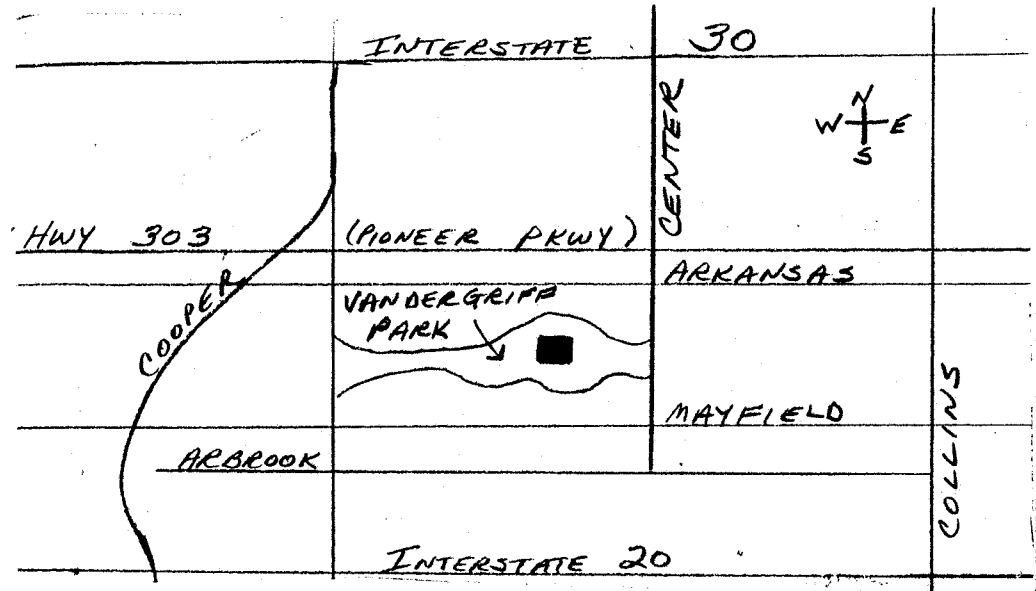 INTERSTATE 30
CENTER
N
W E
S
HWY 303 (PIONEER PKWY)
ARKANSAS
COOPER
VANDERGRIFF
PARK
MAYFIELD
ARBROOK
COLLINS
INTERSTATE 20